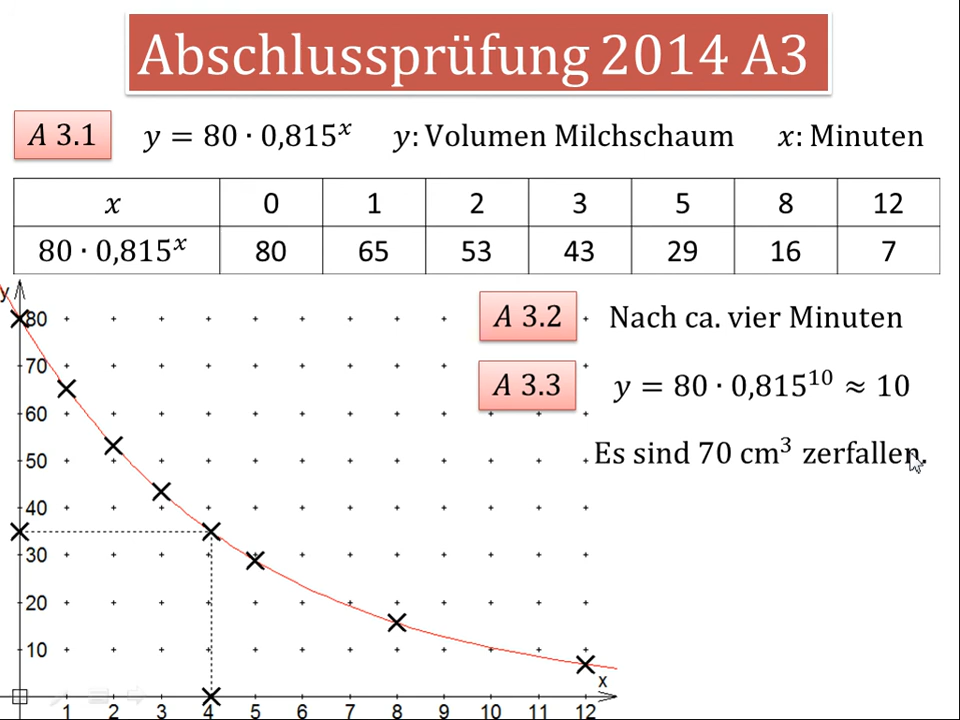 Abschlussprüfung 2014 A3
A 3.1 y = 80 · 0,815^x y: Volumen Milchschaum x: Minuten
x 0 1 2 3 5 8 12
80 · 0,815^x 80 65 53 43 29 16 7
y
80
A 3.2 Nach ca. vier Minuten
70
A 3.3 y = 80 · 0,815^10 ≈ 10
60
Es sind 70 cm³ zerfallen.
50
40
30
20
10
x
1 2 3 4 5 6 7 8 9 10 11 12